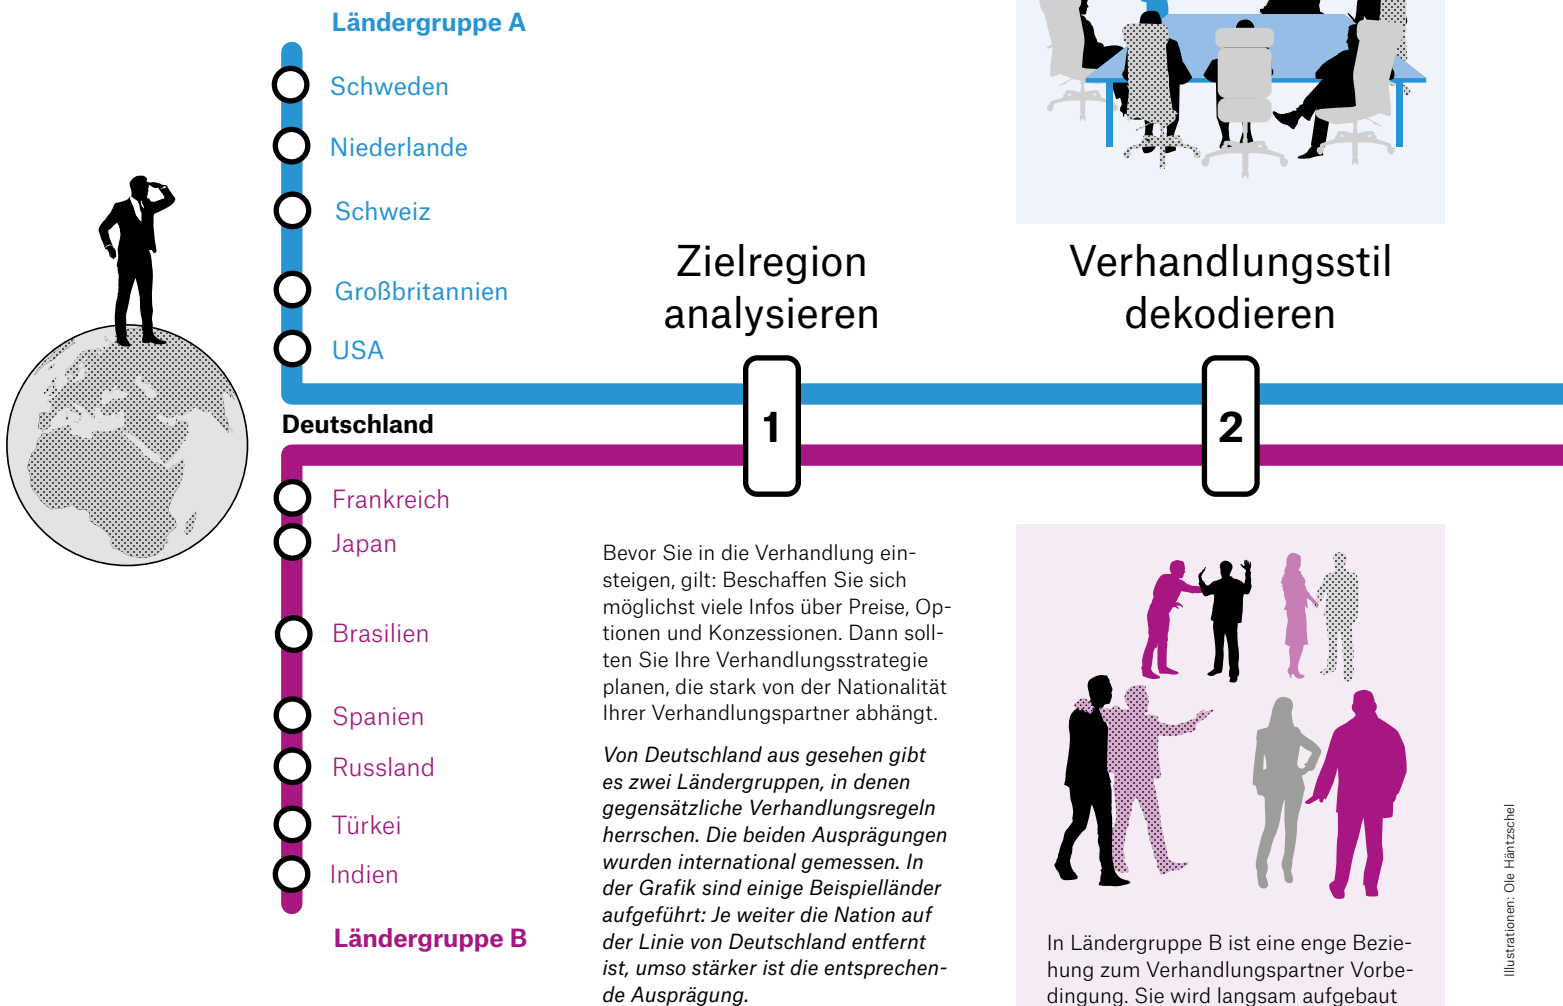 Ländergruppe A
Schweden
Niederlande
Schweiz
Großbritannien
USA
Deutschland
Frankreich
Japan
Brasilien
Spanien
Russland
Türkei
Indien
Ländergruppe B
Zielregion
analysieren
1
Bevor Sie in die Verhandlung ein-
steigen, gilt: Beschaffen Sie sich
möglichst viele Infos über Preise, Op-
tionen und Konzessionen. Dann soll-
ten Sie Ihre Verhandlungsstrategie
planen, die stark von der Nationalität
Ihrer Verhandlungspartner abhängt.
Von Deutschland aus gesehen gibt
es zwei Ländergruppen, in denen
gegensätzliche Verhandlungsregeln
herrschen. Die beiden Ausprägungen
wurden international gemessen. In
der Grafik sind einige Beispielländer
aufgeführt: Je weiter die Nation auf
der Linie von Deutschland entfernt
ist, umso stärker ist die entsprechen-
de Ausprägung.
Verhandlungsstil
dekodieren
2
In Ländergruppe B ist eine enge Bezie-
hung zum Verhandlungspartner Vorbe-
dingung. Sie wird langsam aufgebaut
Illustrationen: Ole Häntzschel